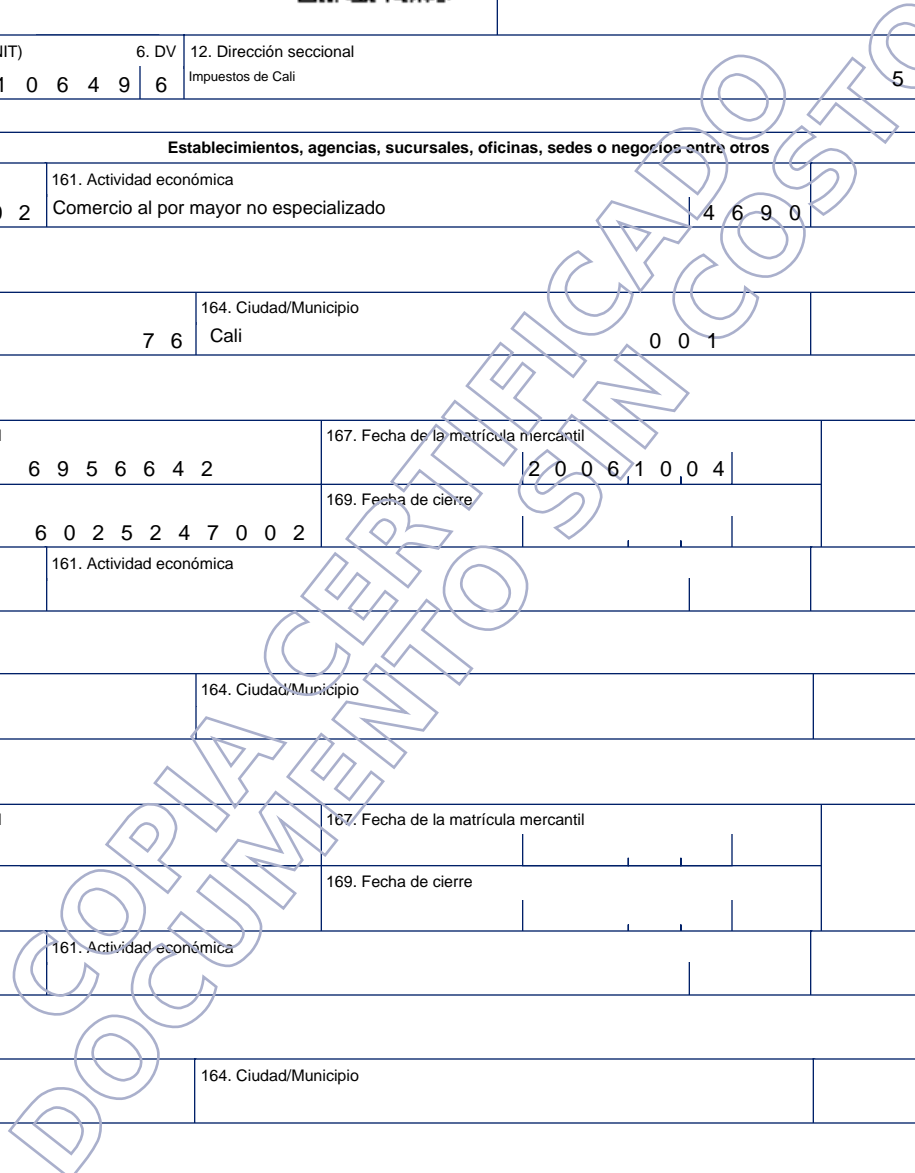 NIT) 6. DV 12. Dirección seccional
1 0 6 4 9 6 Impuestos de Cali 5
Establecimientos, agencias, sucursales, oficinas, sedes o negocios entre otros
161. Actividad económica
2 Comercio al por mayor no especializado 4 6 9 0
164. Ciudad/Municipio
7 6 Cali 0 0 1
167. Fecha de la matrícula mercantil
6 9 5 6 6 4 2 2 0 0 6 1 0 0 4
169. Fecha de cierre
6 0 2 5 2 4 7 0 0 2
161. Actividad económica
164. Ciudad/Municipio
167. Fecha de la matrícula mercantil
169. Fecha de cierre
161. Actividad económica
164. Ciudad/Municipio
COPIA CERTIFICADO
DOCUMENTO SIN COSTO